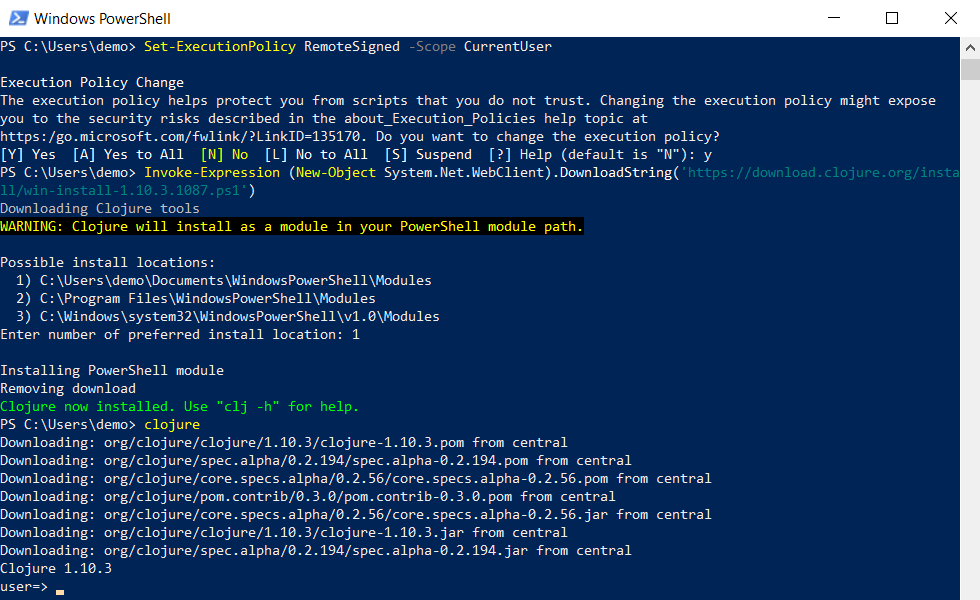 Windows PowerShell
PS C:\Users\demo> Set-ExecutionPolicy RemoteSigned -Scope CurrentUser
Execution Policy Change
The execution policy helps protect you from scripts that you do not trust. Changing the execution policy might expose
you to the security risks described in the about_Execution_Policies help topic at
https:/go.microsoft.com/fwlink/?LinkID=135170. Do you want to change the execution policy?
[Y] Yes  [A] Yes to All  [N] No  [L] No to All  [S] Suspend  [?] Help (default is "N"): y
PS C:\Users\demo> Invoke-Expression (New-Object System.Net.WebClient).DownloadString('https://download.clojure.org/insta
ll/win-install-1.10.3.1087.ps1')
Downloading Clojure tools
WARNING: Clojure will install as a module in your PowerShell module path.
Possible install locations:
  1) C:\Users\demo\Documents\WindowsPowerShell\Modules
  2) C:\Program Files\WindowsPowerShell\Modules
  3) C:\Windows\system32\WindowsPowerShell\v1.0\Modules
Enter number of preferred install location: 1
Installing PowerShell module
Removing download
Clojure now installed. Use "clj -h" for help.
PS C:\Users\demo> clojure
Downloading: org/clojure/clojure/1.10.3/clojure-1.10.3.pom from central
Downloading: org/clojure/spec.alpha/0.2.194/spec.alpha-0.2.194.pom from central
Downloading: org/clojure/core.specs.alpha/0.2.56/core.specs.alpha-0.2.56.pom from central
Downloading: org/clojure/pom.contrib/0.3.0/pom.contrib-0.3.0.pom from central
Downloading: org/clojure/core.specs.alpha/0.2.56/core.specs.alpha-0.2.56.jar from central
Downloading: org/clojure/clojure/1.10.3/clojure-1.10.3.jar from central
Downloading: org/clojure/spec.alpha/0.2.194/spec.alpha-0.2.194.jar from central
Clojure 1.10.3
user=>